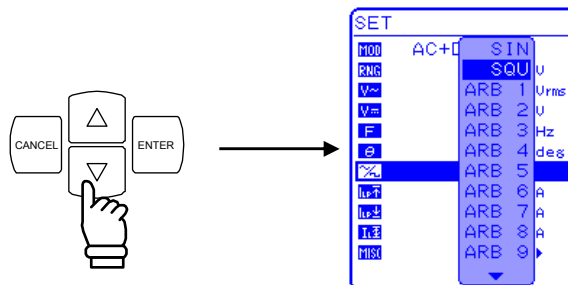 SET
MOD AC+D SIN
RNG SQU V
V~ ARB 1 Vrms
V= ARB 2 V
F ARB 3 Hz
θ ARB 4 deg
ARB 5
ARB 6 A
ARB 7 A
ARB 8 A
MISC ARB 9
CANCEL ENTER